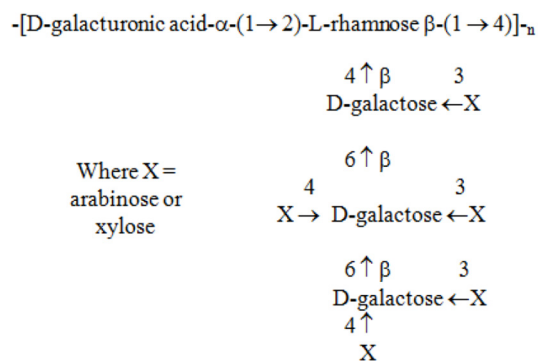 -[D-galacturonic acid-α-(1→2)-L-rhamnose β-(1→4)]-n
4↑β 3
D-galactose ←X
6↑β
Where X =
arabinose or
xylose
4 3
X→ D-galactose ←X
6↑β 3
D-galactose ←X
4↑
X